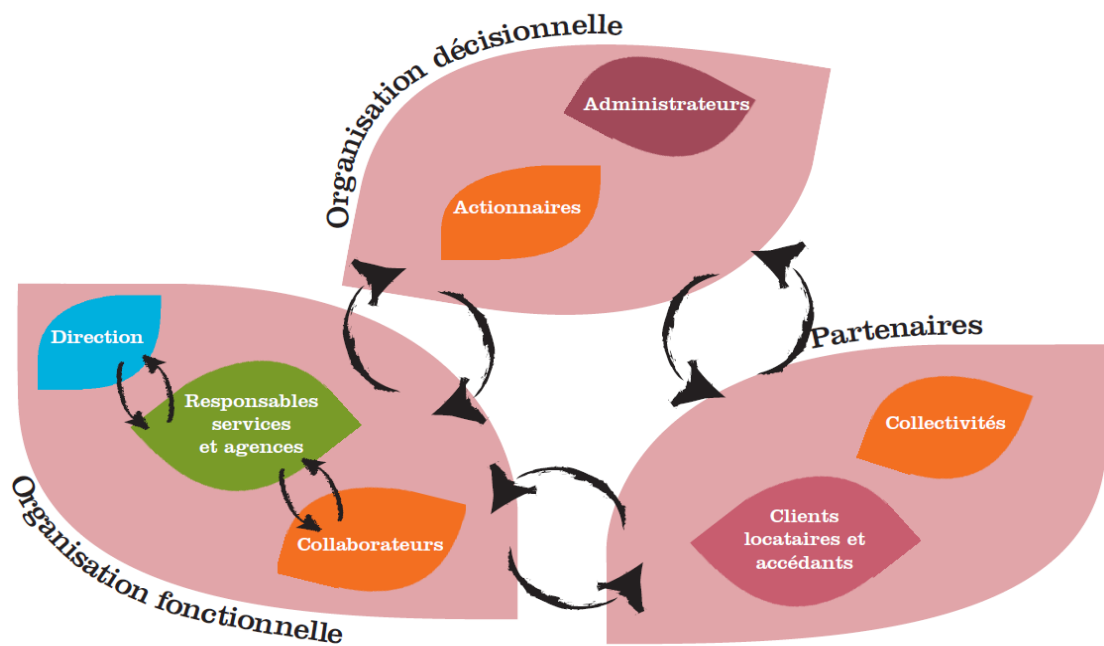 Organisation décisionnelle
Administrateurs
Actionnaires
Direction
Responsables
services
et agences
Collaborateurs
Organisation fonctionnelle
Partenaires
Collectivités
Clients
locataires et
accédants